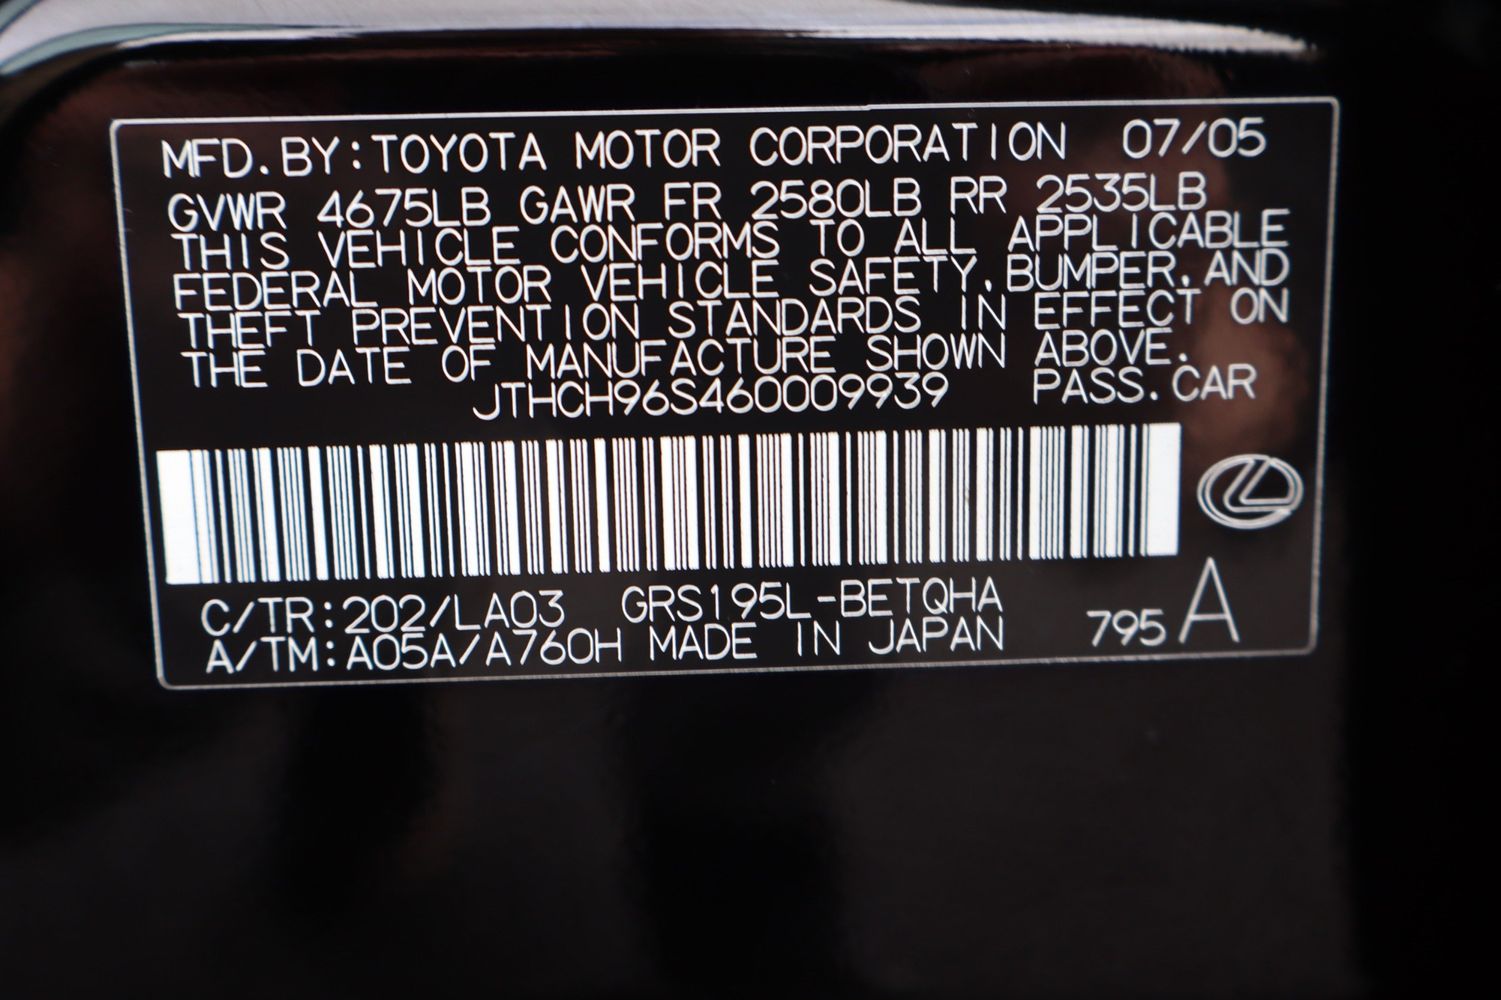 MFD. BY: TOYOTA MOTOR CORPORATION 07/05
GVWR 4675LB GAWR FR 2580LB RR 2535LB
THIS VEHICLE CONFORMS TO ALL APPLICABLE
FEDERAL MOTOR VEHICLE SAFETY, BUMPER, AND
THEFT PREVENTION STANDARDS IN EFFECT ON
THE DATE OF MANUFACTURE SHOWN ABOVE.
JTHCH96S460009939 PASS. CAR
C/TR: 202/LA03 GRS195L-BETQHA
A/TM: A05A/A760H MADE IN JAPAN 795 A